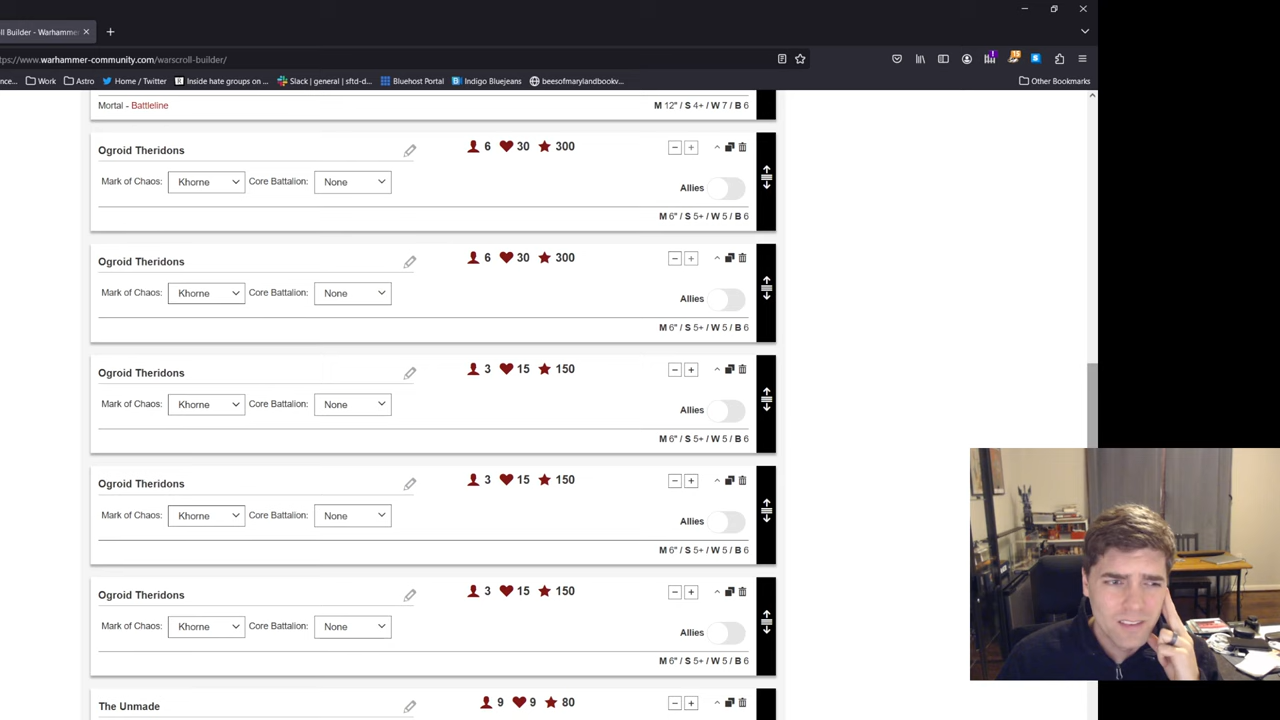 ll Builder - Warhamme
ttps://www.warhammer-community.com/warscroll-builder/
1
15
nce... Work Astro Home / Twitter Inside hate groups on ... Slack | general | sftd-d... Bluehost Portal Indigo Bluejeans beesofmarylandbookv... Other Bookmarks
Mortal - Battleline M 12" / S 4+ / W 7 / B 6
Ogroid Theridons 6 30 300
Mark of Chaos: Khorne Core Battalion: None Allies
M 6" / S 5+ / W 5 / B 6
Ogroid Theridons 6 30 300
Mark of Chaos: Khorne Core Battalion: None Allies
M 6" / S 5+ / W 5 / B 6
Ogroid Theridons 3 15 150
Mark of Chaos: Khorne Core Battalion: None Allies
M 6" / S 5+ / W 5 / B 6
Ogroid Theridons 3 15 150
Mark of Chaos: Khorne Core Battalion: None Allies
M 6" / S 5+ / W 5 / B 6
Ogroid Theridons 3 15 150
Mark of Chaos: Khorne Core Battalion: None Allies
M 6" / S 5+ / W 5 / B 6
The Unmade 9 9 80